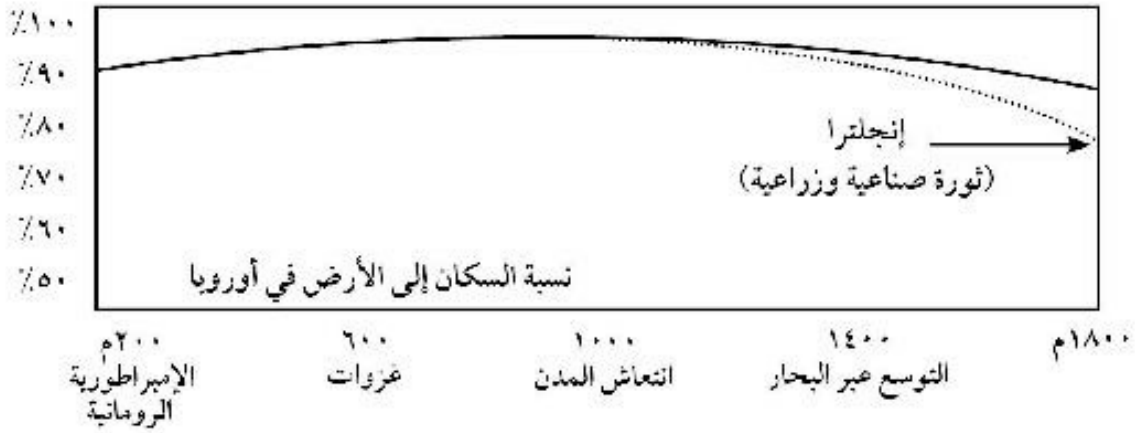 ٪١٠٠
٪٩٠
٪٨٠
٪٧٠
٪٦٠
٪٥٠
إنجلترا
(ثورة صناعية وزراعية)
نسبة السكان إلى الأرض في أوروبا
٢٠٠م
الإمبراطورية
الرومانية
٦٠٠
غزوات
١٠٠٠
انتعاش المدن
١٤٠٠
التوسع عبر البحار
١٨٠٠م